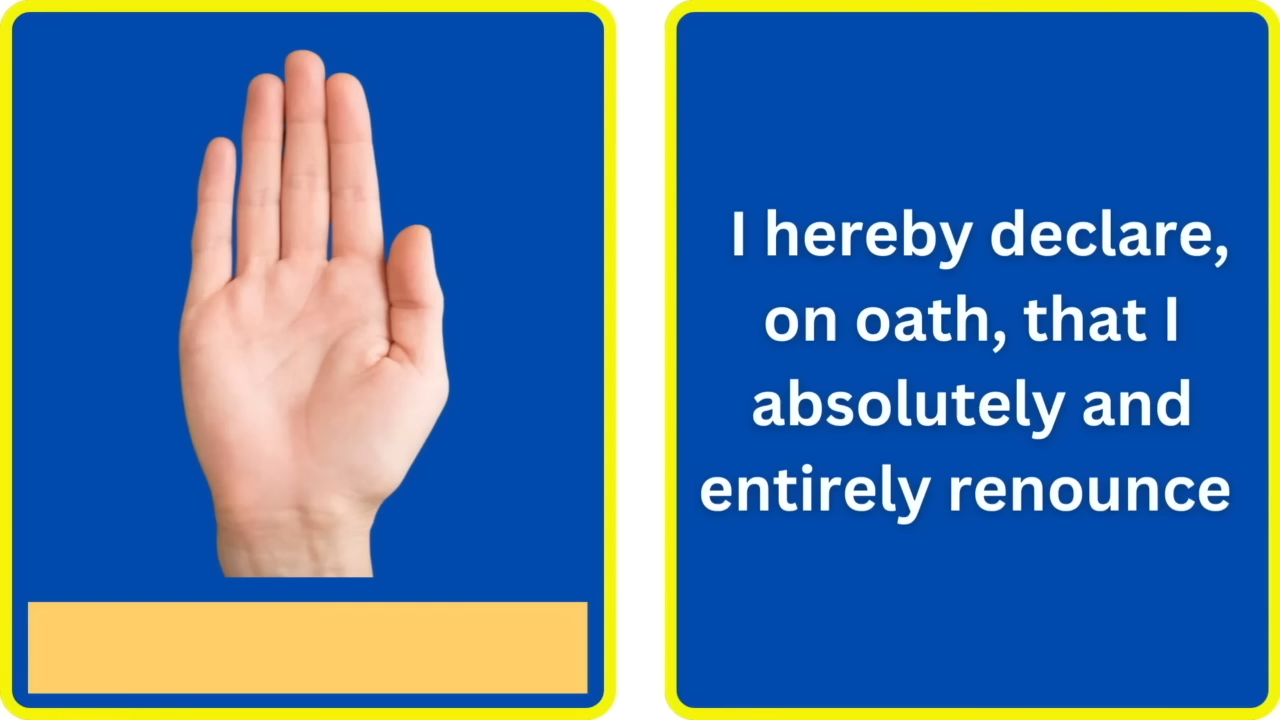 I hereby declare,
on oath, that I
absolutely and
entirely renounce